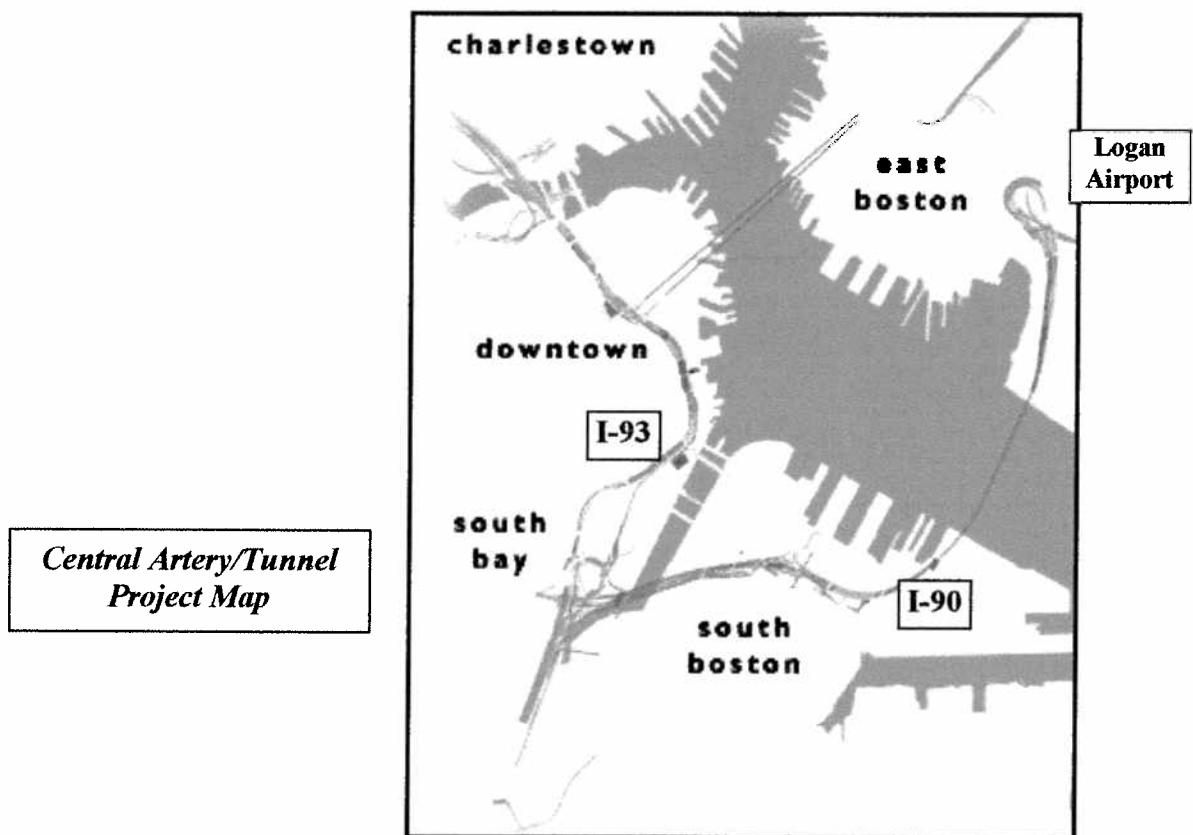 charlestown
east
boston
Logan
Airport
downtown
I-93
south
bay
Central Artery/Tunnel
Project Map
I-90
south
boston